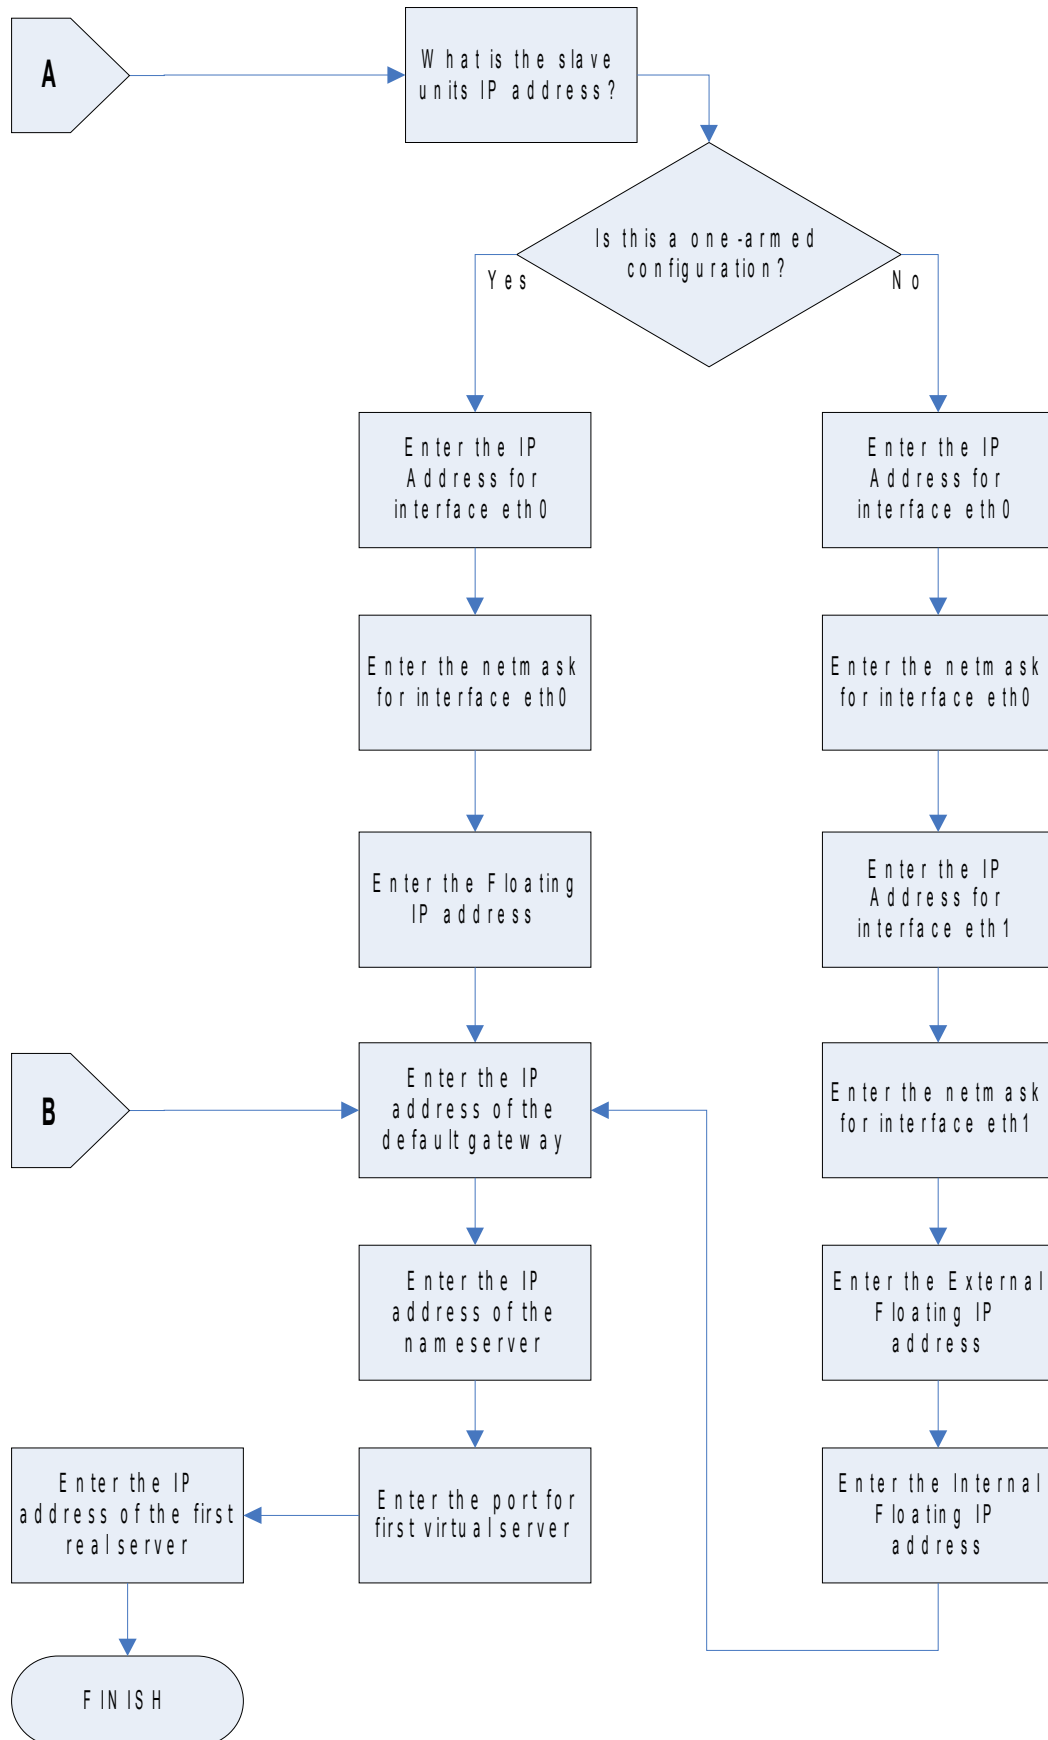 A
What is the slave
units IP address?
Is this a one-armed
configuration?
Yes
No
Enter the IP
Address for
interface eth0
Enter the IP
Address for
interface eth0
Enter the netmask
for interface eth0
Enter the netmask
for interface eth0
Enter the Floating
IP address
Enter the IP
Address for
interface eth1
B
Enter the IP
address of the
default gateway
Enter the netmask
for interface eth1
Enter the IP
address of the
nameserver
Enter the External
Floating IP
address
Enter the IP
address of the first
real server
Enter the port for
first virtual server
Enter the Internal
Floating IP
address
FINISH